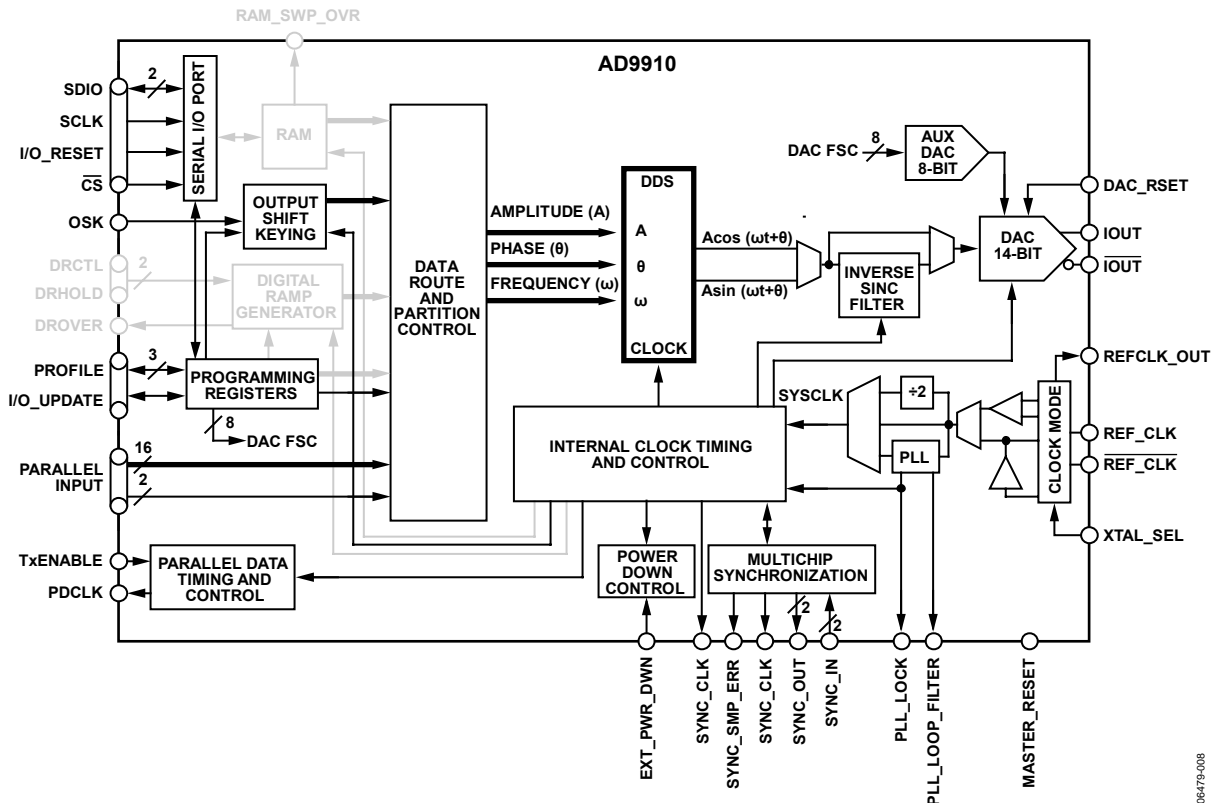 RAM_SWP_OVR
AD9910
SDIO
2
SCLK
I/O_RESET
CS
SERIAL I/O PORT
RAM
OSK
OUTPUT
SHIFT
KEYING
DRCTL
2
DRHOLD
DROVER
DIGITAL
RAMP
GENERATOR
PROFILE
3
I/O_UPDATE
PROGRAMMING
REGISTERS
8
DAC FSC
PARALLEL
INPUT
16
2
TxENABLE
PDCLK
PARALLEL DATA
TIMING AND
CONTROL
DATA
ROUTE
AND
PARTITION
CONTROL
AMPLITUDE (A)
PHASE (θ)
FREQUENCY (ω)
DDS
A
θ
ω
CLOCK
Acos (ωt+θ)
Asin (ωt+θ)
INVERSE
SINC
FILTER
DAC FSC
8
AUX
DAC
8-BIT
DAC
14-BIT
DAC_RSET
IOUT
IOUT
INTERNAL CLOCK TIMING
AND CONTROL
SYSCLK
÷2
PLL
CLOCK MODE
REFCLK_OUT
REF_CLK
REF_CLK
XTAL_SEL
POWER
DOWN
CONTROL
MULTICHIP
SYNCHRONIZATION
2
2
EXT_PWR_DWN
SYNC_CLK
SYNC_SMP_ERR
SYNC_CLK
SYNC_OUT
SYNC_IN
PLL_LOCK
PLL_LOOP_FILTER
MASTER_RESET
06479-008